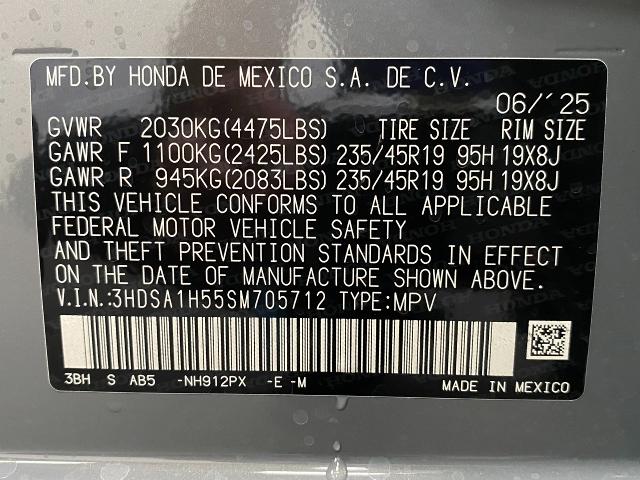 MFD.BY HONDA DE MEXICO S.A. DE C.V.
06/'25
GVWR 2030KG(4475LBS) TIRE SIZE RIM SIZE
GAWR F 1100KG(2425LBS) 235/45R19 95H 19X8J
GAWR R 945KG(2083LBS) 235/45R19 95H 19X8J
THIS VEHICLE CONFORMS TO ALL APPLICABLE
FEDERAL MOTOR VEHICLE SAFETY
AND THEFT PREVENTION STANDARDS IN EFFECT
ON THE DATE OF MANUFACTURE SHOWN ABOVE.
V.I.N.:3HDSA1H55SM705712 TYPE:MPV
3BH S AB5 -NH912PX -E -M
MADE IN MEXICO